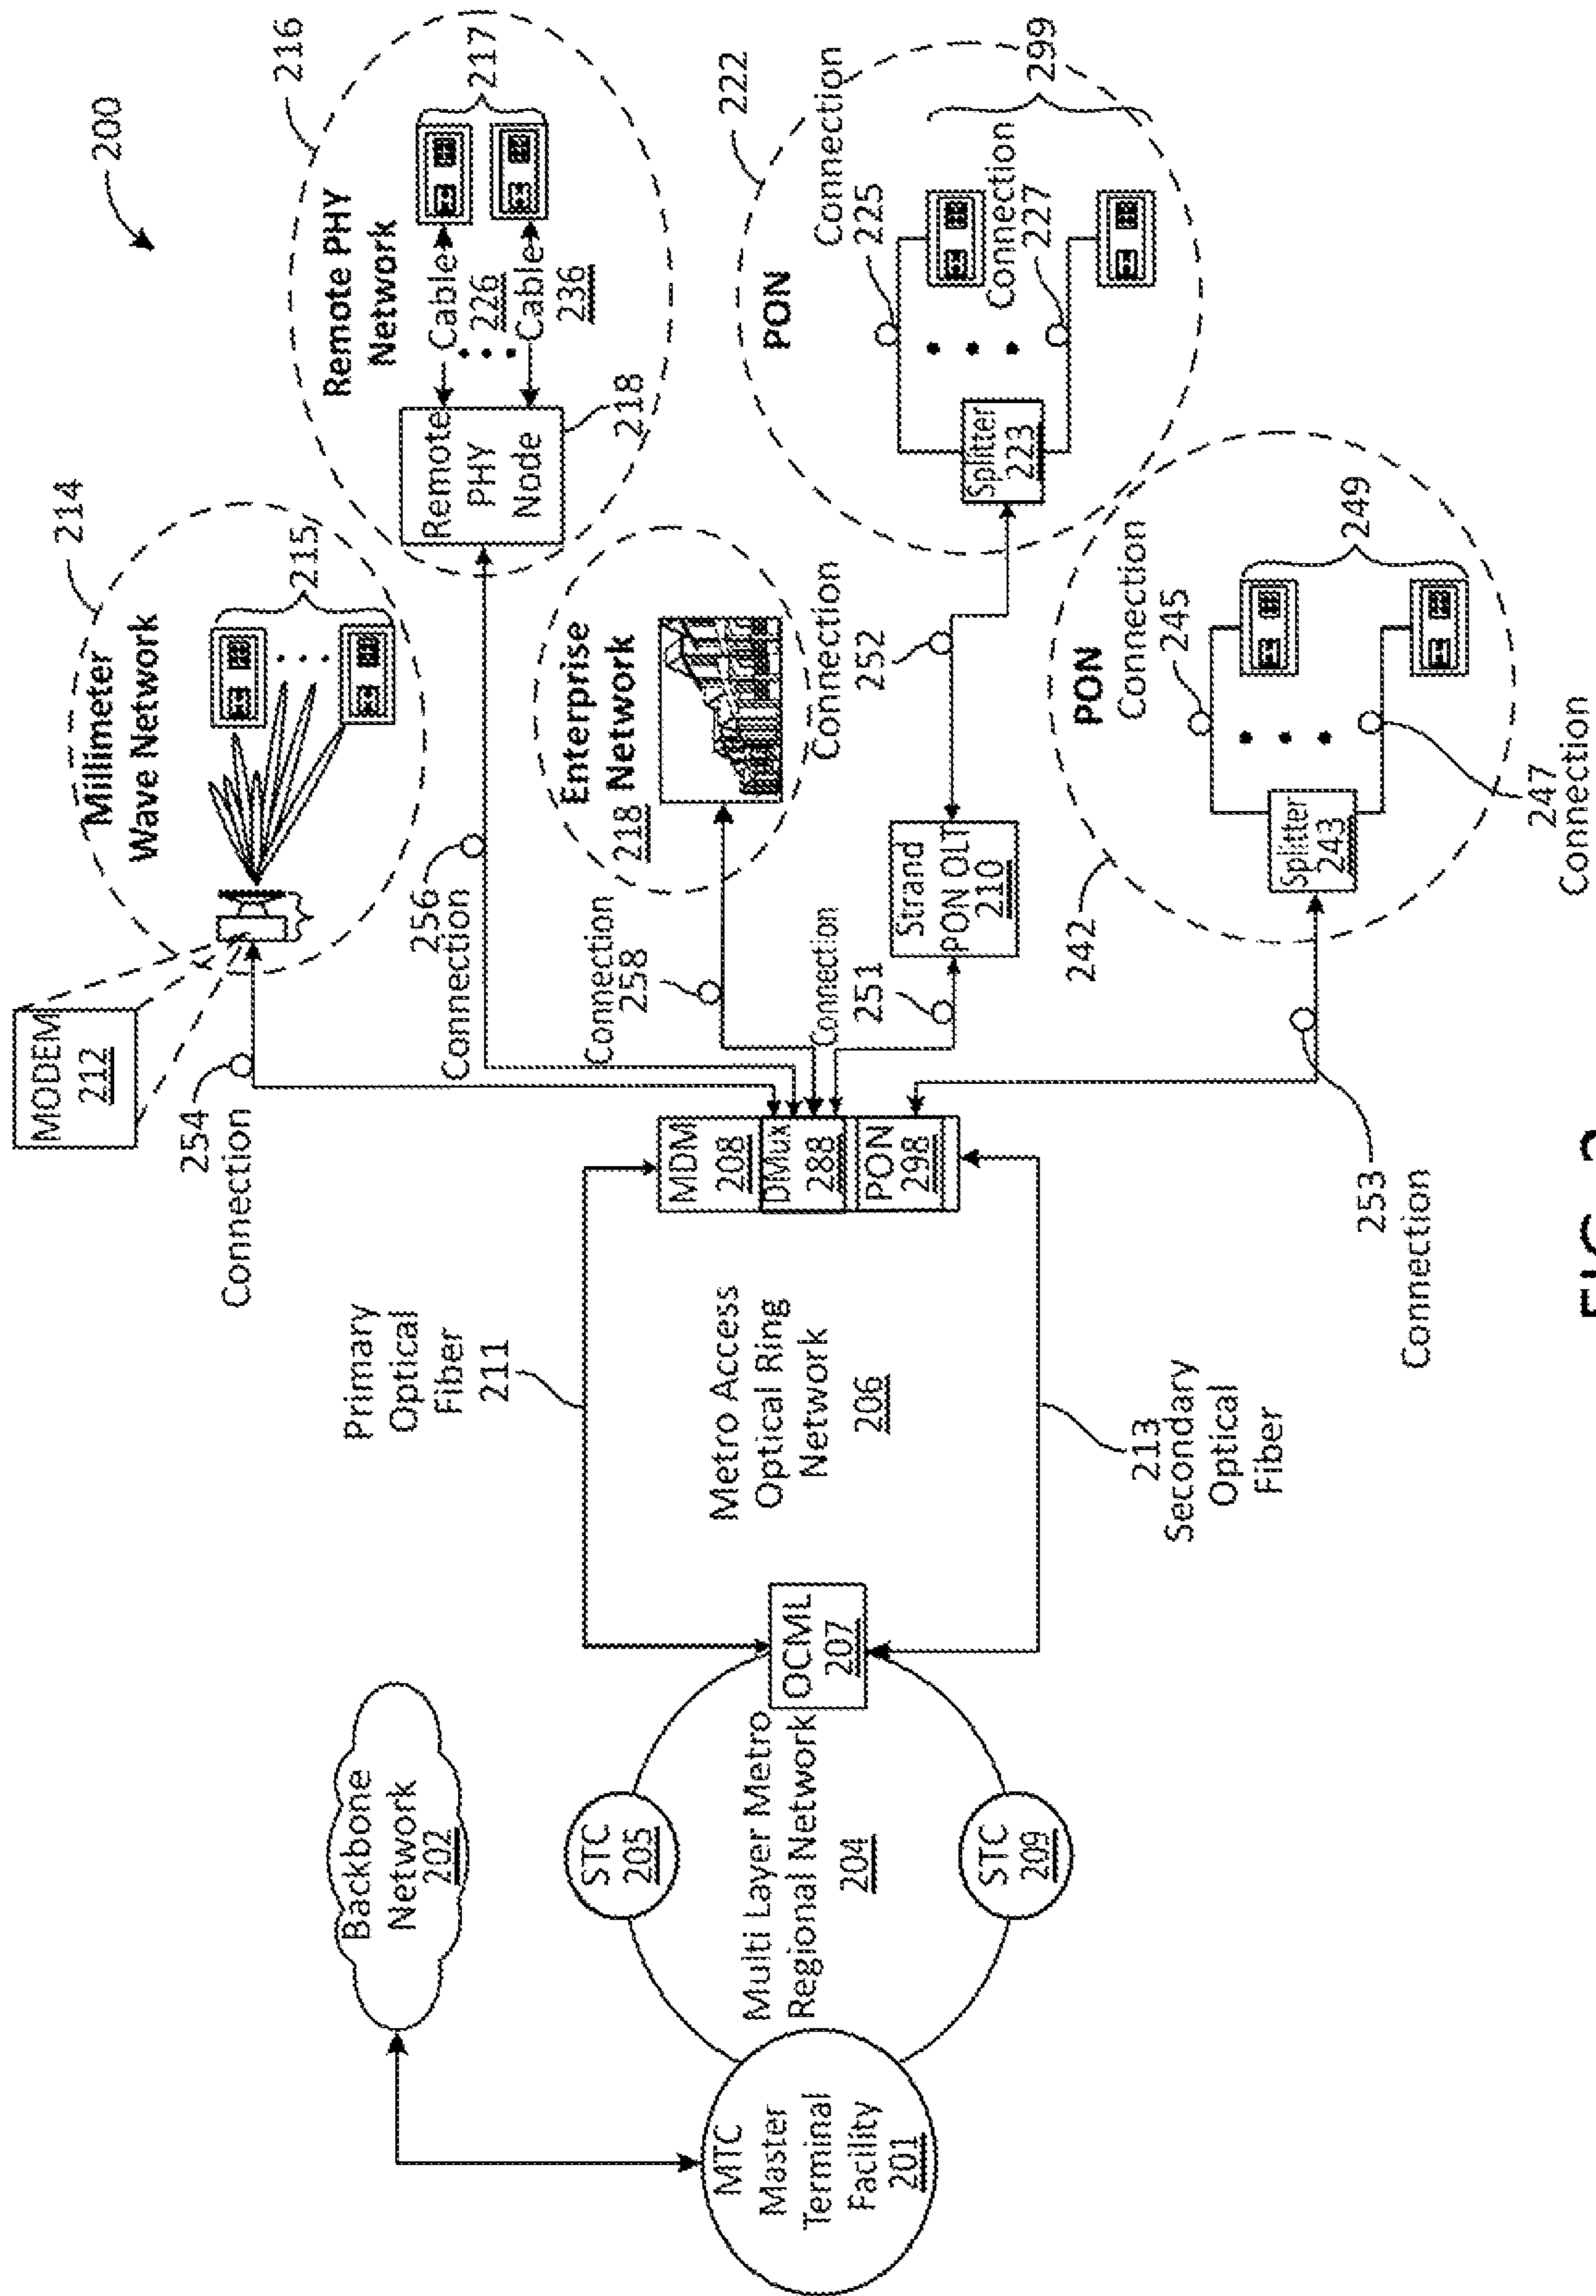 200
Backbone
Network
202
MTC
Master
Terminal
Facility
201
STC
205
Multi Layer Metro
Regional Network
204
STC
209
OCML
207
Primary
Optical
Fiber
211
Metro Access
Optical Ring
Network
206
213
Secondary
Optical
Fiber
MDM
208
DMux
288
PON
298
MODEM
212
254
Connection
Millimeter
Wave Network
214
215
256
Connection
Remote PHY
Network
216
Remote
PHY
Node
218
Cable
226
Cable
236
217
Connection
258
Enterprise
Network
218
Connection
251
Strand
PON OLT
210
Connection
252
PON
222
Splitter
223
Connection
225
Connection
227
299
253
Connection
PON
242
Splitter
243
Connection
245
247
Connection
249